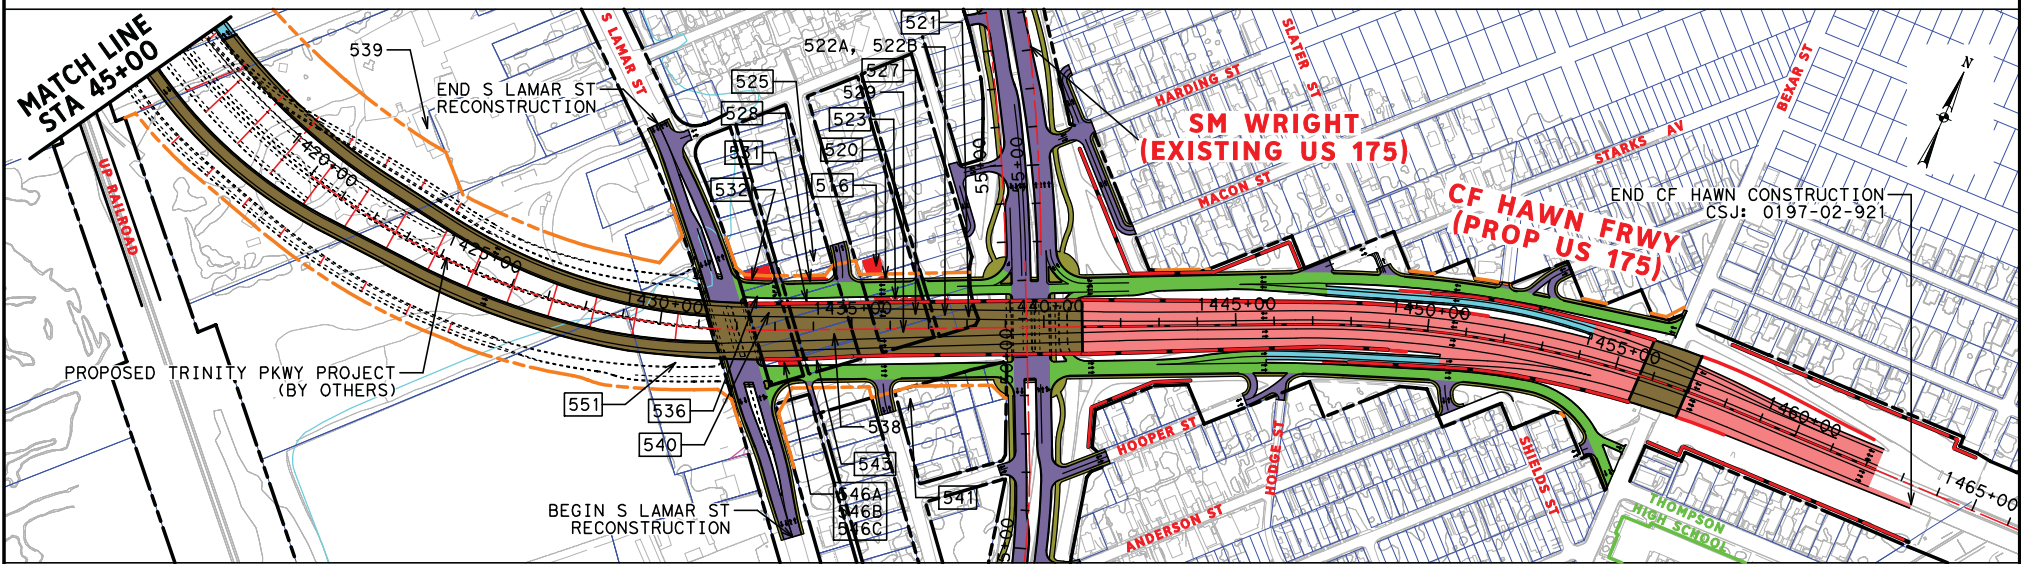 MATCH LINE
STA 45+00
539
END S LAMAR ST
RECONSTRUCTION
S LAMAR ST
521
522A, 522B
527
525
529
528
523
531
520
532
SM WRIGHT
(EXISTING US 175)
HARDING ST
SLATER ST
MACON ST
STARKS AV
BEXAR ST
N
CF HAWN FRWY
(PROP US 175)
END CF HAWN CONSTRUCTION
CSJ: 0197-02-921
UP RAILROAD
1420+00
1425+00
1430+00
1435+00
1440+00
1445+00
1450+00
1455+00
1460+00
1465+00
55+00
PROPOSED TRINITY PKWY PROJECT
(BY OTHERS)
551
536
540
538
543
541
546A
546B
546C
BEGIN S LAMAR ST
RECONSTRUCTION
HOOPER ST
HODGE ST
ANDERSON ST
SHIELDS ST
THOMPSON
HIGH SCHOOL